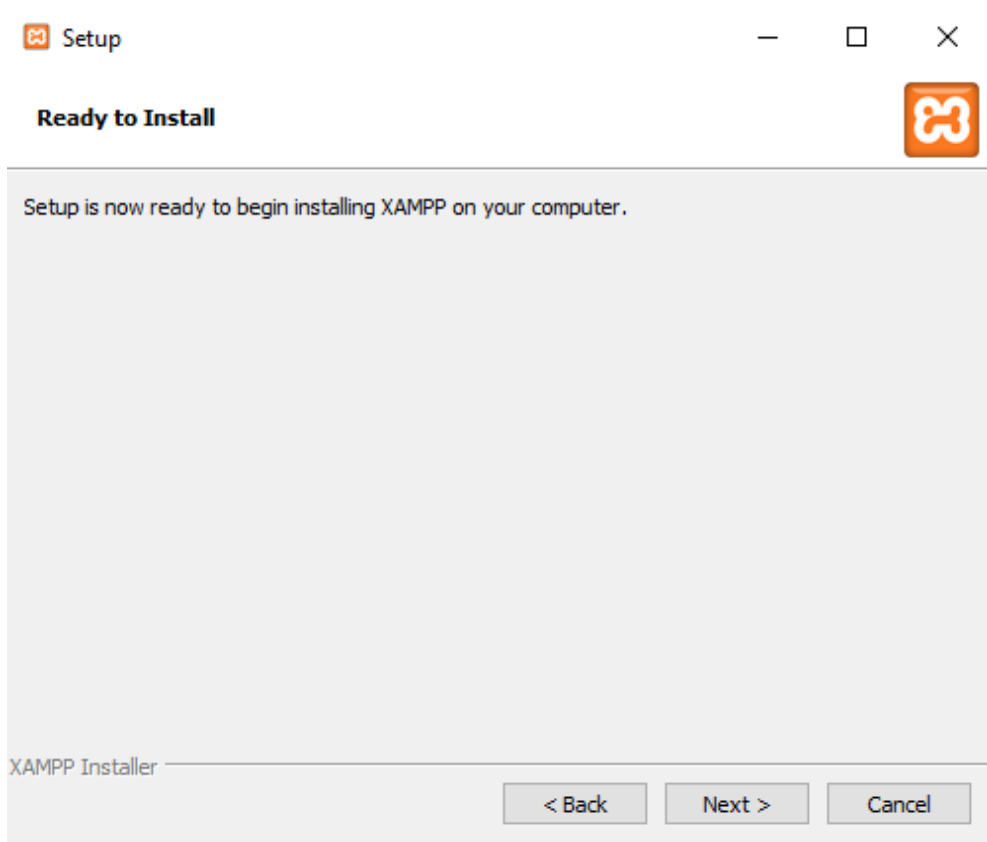 Setup
Ready to Install
Setup is now ready to begin installing XAMPP on your computer.
XAMPP Installer
< Back Next > Cancel